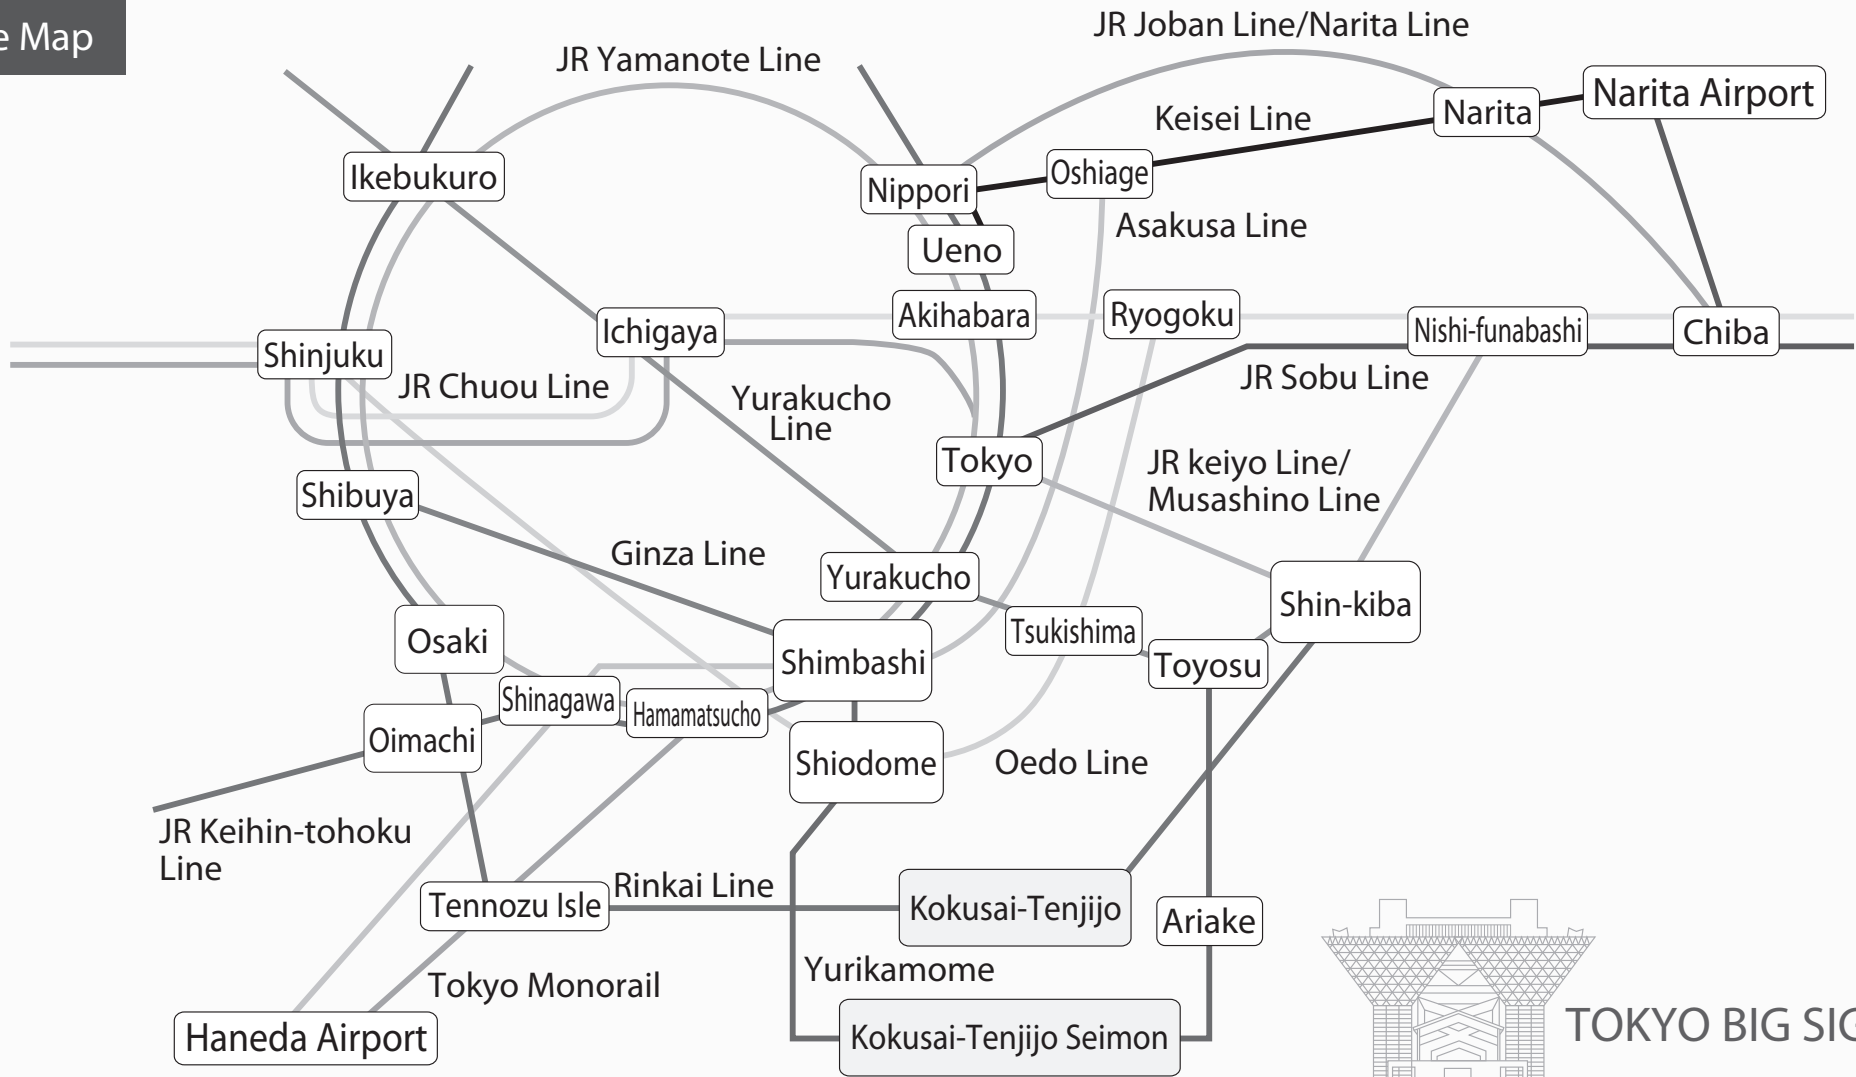 e Map
JR Joban Line/Narita Line
JR Yamanote Line
Narita Airport
Narita
Keisei Line
Ikebukuro
Oshiage
Nippori
Asakusa Line
Ueno
Akihabara
Ryogoku
Ichigaya
Nishi-funabashi
Chiba
Shinjuku
JR Chuou Line
JR Sobu Line
Yurakucho
Line
Tokyo
JR keiyo Line/
Musashino Line
Shibuya
Ginza Line
Yurakucho
Shin-kiba
Tsukishima
Osaki
Shimbashi
Toyosu
Shinagawa
Hamamatsucho
Oimachi
Shiodome
Oedo Line
JR Keihin-tohoku
Line
Rinkai Line
Tennozu Isle
Kokusai-Tenjijo
Ariake
Yurikamome
Tokyo Monorail
Haneda Airport
Kokusai-Tenjijo Seimon
TOKYO BIG SIG